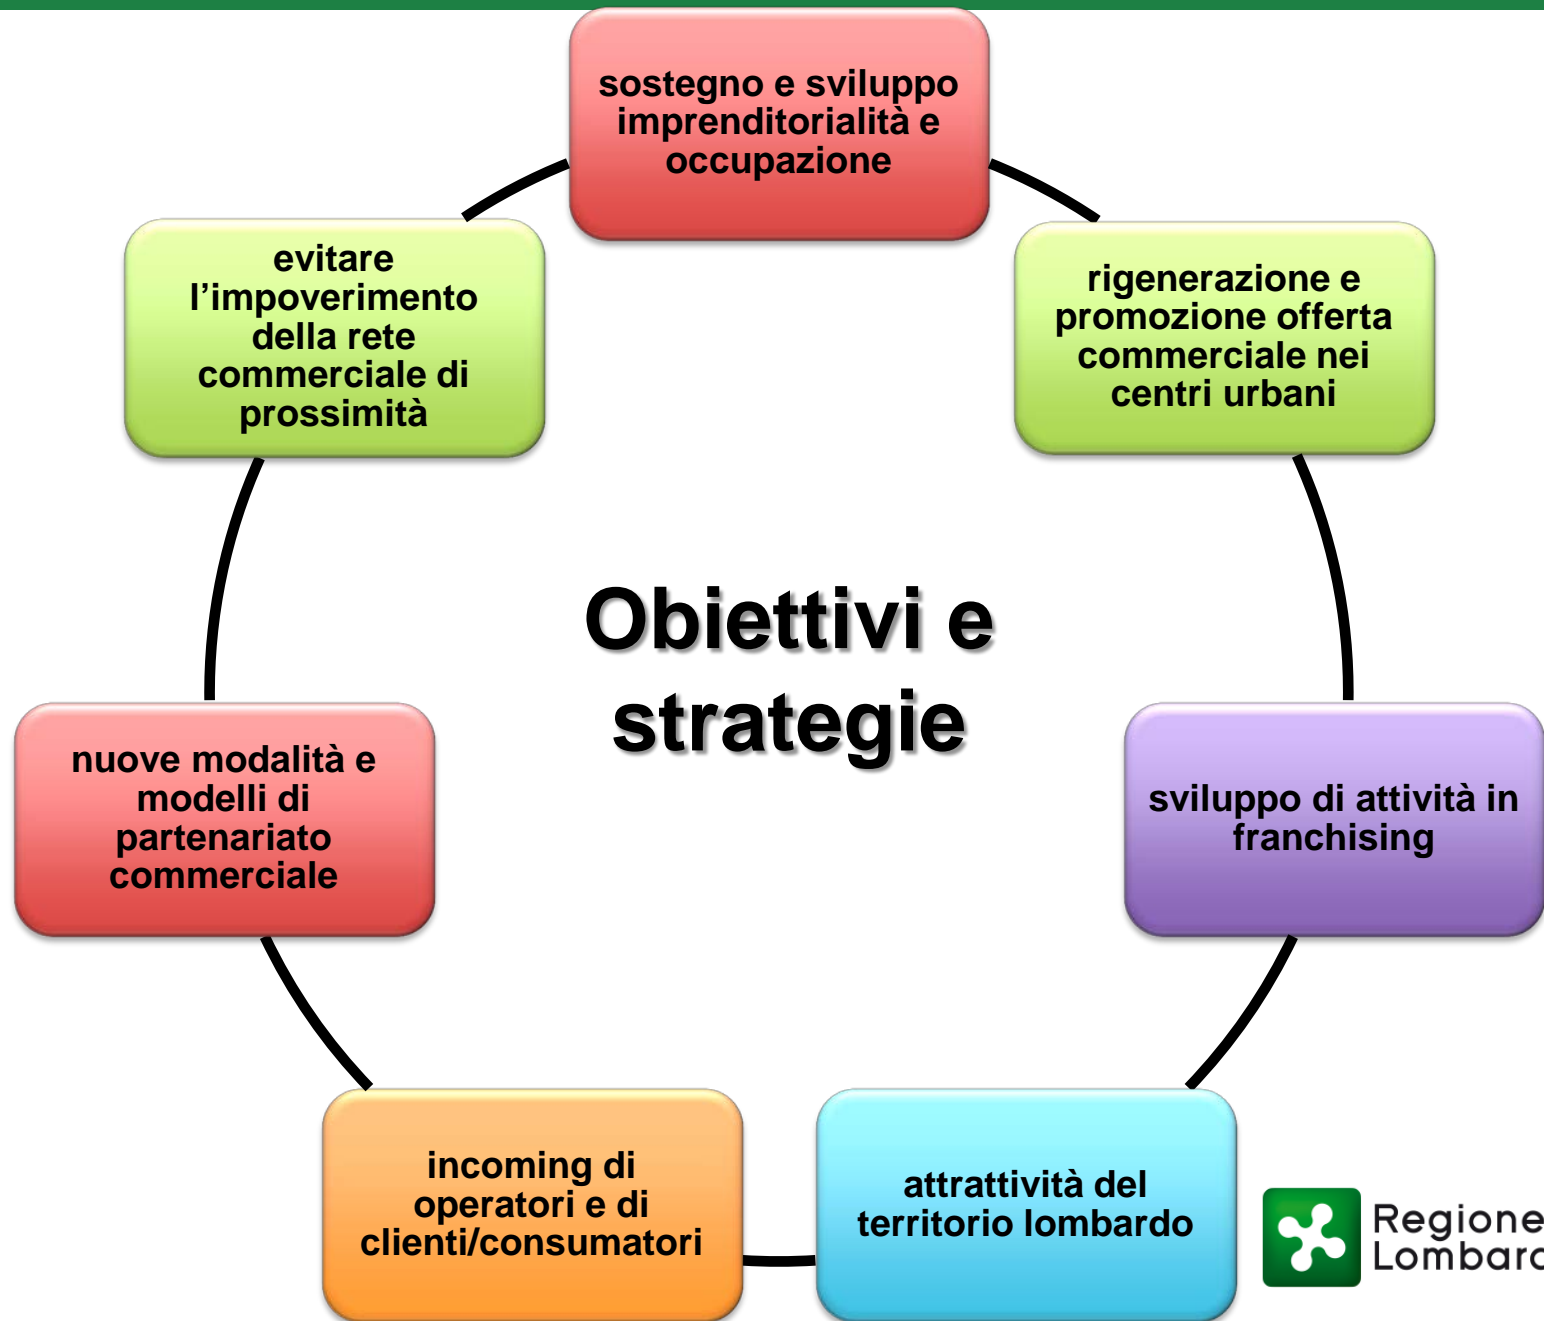 sostegno e sviluppo
imprenditorialità e
occupazione
rigenerazione e
promozione offerta
commerciale nei
centri urbani
sviluppo di attività in
franchising
attrattività del
territorio lombardo
incoming di
operatori e di
clienti/consumatori
nuove modalità e
modelli di
partenariato
commerciale
evitare
l’impoverimento
della rete
commerciale di
prossimità
Obiettivi e
strategie
Regione